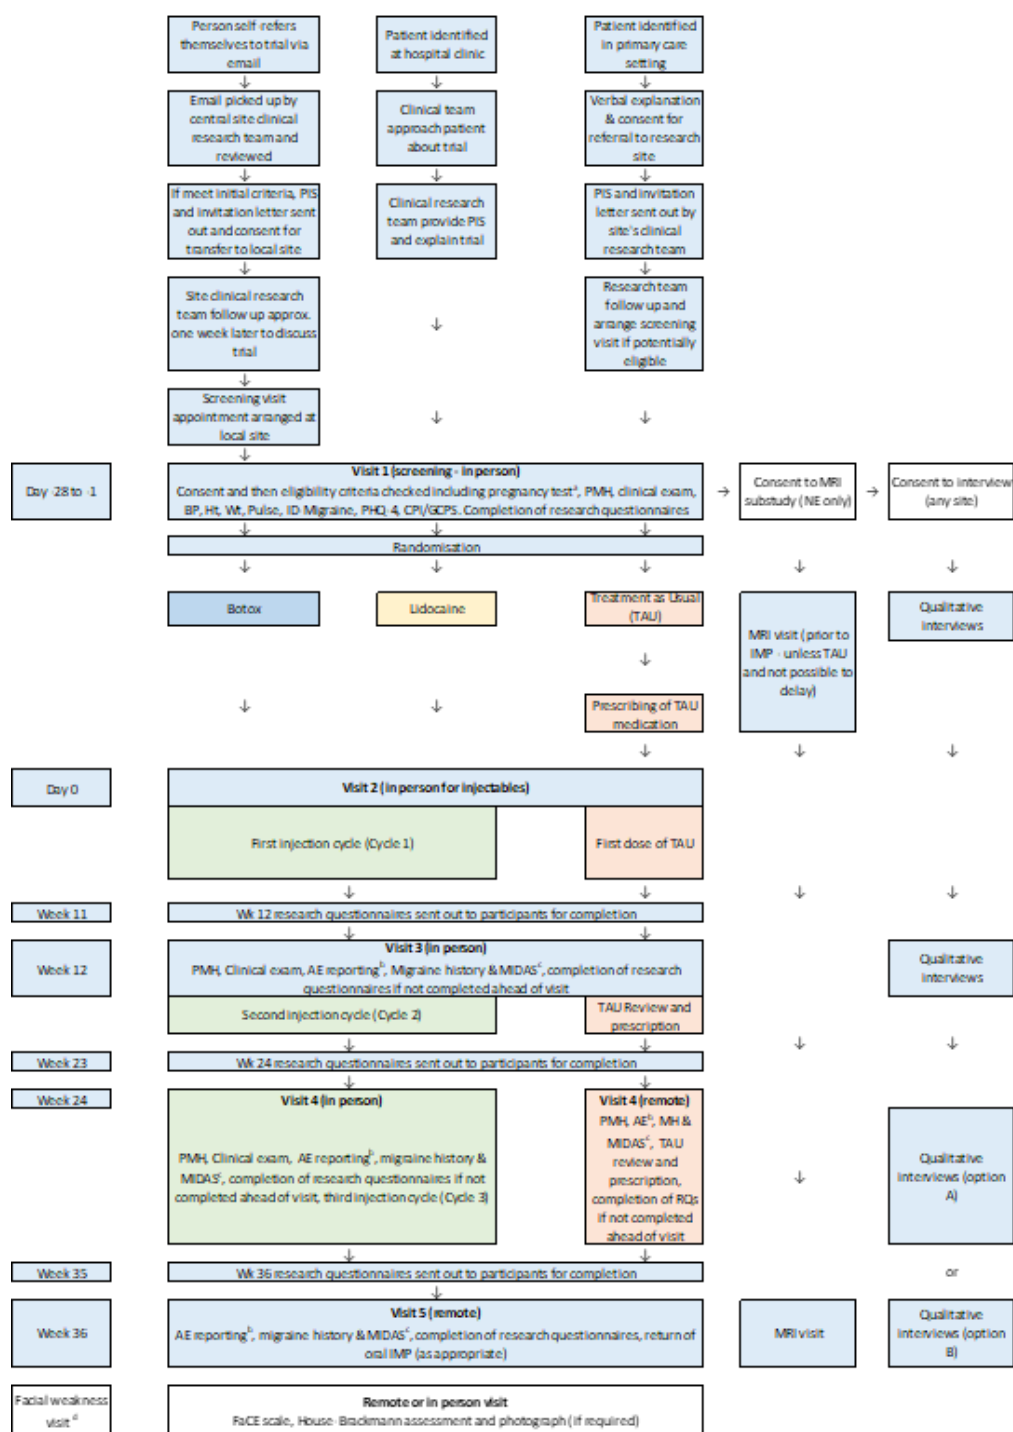 Person self-refers
themselves to trial via
email
Patient identified
at hospital clinic
Patient identified
in primary care
setting
Email picked up by
central site clinical
research team and
reviewed
Clinical team
approach patient
about trial
Verbal explanation
& consent for
referral to research
site
If meet initial criteria, PIS
and invitation letter sent
out and consent for
transfer to local site
Clinical research
team provide PIS
and explain trial
PIS and invitation
letter sent out by
site's clinical
research team
Site clinical research
team follow up approx.
one week later to discuss
trial
Research team
follow up and
arrange screening
visit if potentially
eligible
Screening visit
appointment arranged at
local site
Day -28 to -1
Visit 1 (screening - in person)
Consent and then eligibility criteria checked including pregnancy testᵃ, PMH, clinical exam,
BP, Ht, Wt, Pulse, ID Migraine, PHQ-4, CPI/GCPS. Completion of research questionnaires
Consent to MRI
substudy (NE only)
Consent to interview
(any site)
Randomisation
Botox
Lidocaine
Treatment as Usual
(TAU)
MRI visit (prior to
IMP - unless TAU
and not possible to
delay)
Qualitative
interviews
Prescribing of TAU
medication
Day 0
Visit 2 (in person for injectables)
First injection cycle (Cycle 1)
First dose of TAU
Week 11
Wk 12 research questionnaires sent out to participants for completion
Week 12
Visit 3 (in person)
PMH, Clinical exam, AE reportingᵇ, Migraine history & MIDASᶜ, completion of research
questionnaires if not completed ahead of visit
Qualitative
interviews
Second injection cycle (Cycle 2)
TAU Review and
prescription
Week 23
Wk 24 research questionnaires sent out to participants for completion
Week 24
Visit 4 (in person)
PMH, Clinical exam, AE reportingᵇ, migraine history &
MIDASᶜ, completion of research questionnaires if not
completed ahead of visit, third injection cycle (Cycle 3)
Visit 4 (remote)
PMH, AEᵇ, MH &
MIDASᶜ, TAU
review and
prescription,
completion of RQs
if not completed
ahead of visit
Qualitative
interviews (option
A)
Week 35
Wk 36 research questionnaires sent out to participants for completion
or
Week 36
Visit 5 (remote)
AE reportingᵇ, migraine history & MIDASᶜ, completion of research questionnaires, return of
oral IMP (as appropriate)
MRI visit
Qualitative
interviews (option
B)
Facial weakness
visit ᵈ
Remote or in person visit
FaCE scale, House-Brackmann assessment and photograph (if required)